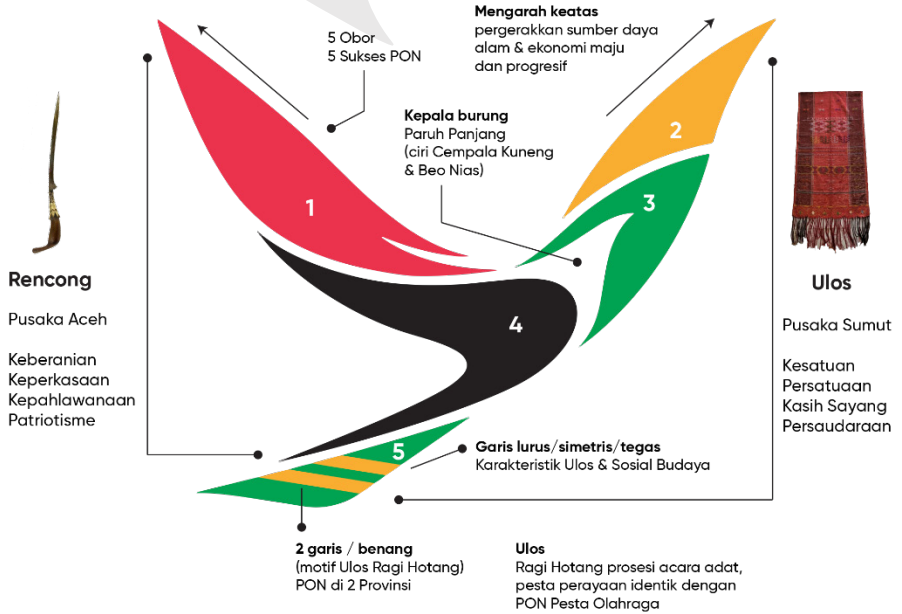 5 Obor
5 Sukses PON
Mengarah keatas
pergerakkan sumber daya
alam & ekonomi maju
dan progresif
Kepala burung
Paruh Panjang
(ciri Cempala Kuneng
& Beo Nias)
1
2
3
4
5
Rencong
Pusaka Aceh
Keberanian
Keperkasaan
Kepahlawanaan
Patriotisme
Ulos
Pusaka Sumut
Kesatuan
Persatuaan
Kasih Sayang
Persaudaraan
Garis lurus/simetris/tegas
Karakteristik Ulos & Sosial Budaya
2 garis / benang
(motif Ulos Ragi Hotang)
PON di 2 Provinsi
Ulos
Ragi Hotang prosesi acara adat,
pesta perayaan identik dengan
PON Pesta Olahraga